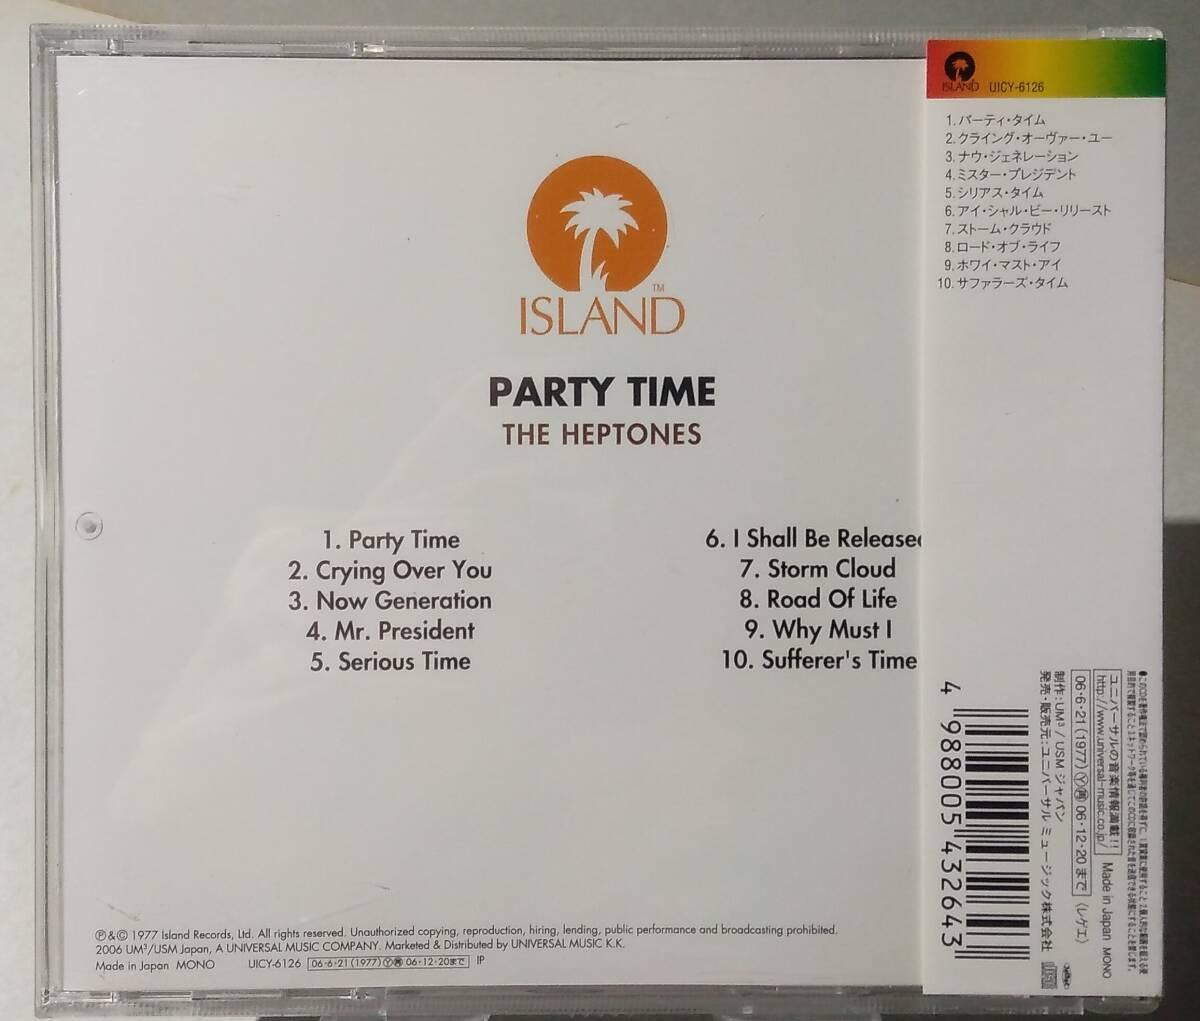 ISLAND
UICY-6126
1. パーティ・タイム
2. クライング・オーヴァー・ユー
3. ナウ・ジェネレーション
4. ミスター・プレジデント
5. シリアス・タイム
6. アイ・シャル・ビー・リリースト
7. ストーム・クラウド
8. ロード・オブ・ライフ
9. ホワイ・マスト・アイ
10. サファラーズ・タイム
TM
ISLAND
PARTY TIME
THE HEPTONES
1. Party Time
2. Crying Over You
3. Now Generation
4. Mr. President
5. Serious Time
6. I Shall Be Released
7. Storm Cloud
8. Road Of Life
9. Why Must I
10. Sufferer's Time
ユニバーサルの音楽情報満載!!
http://www.universal-music.co.jp/
Made in Japan MONO
06・6・21 (1977) Ⓨ再 06・12・20まで (レゲエ)
制作:UM³ / USM ジャパン
発売・販売元:ユニバーサル ミュージック株式会社
4 988005 432643
Ⓟ&© 1977 Island Records, Ltd. All rights reserved. Unauthorized copying, reproduction, hiring, lending, public performance and broadcasting prohibited.
2006 UM³/USM Japan, A UNIVERSAL MUSIC COMPANY. Marketed & Distributed by UNIVERSAL MUSIC K.K.
Made in Japan MONO UICY-6126 06・6・21 (1977) Ⓨ再 06・12・20まで IP